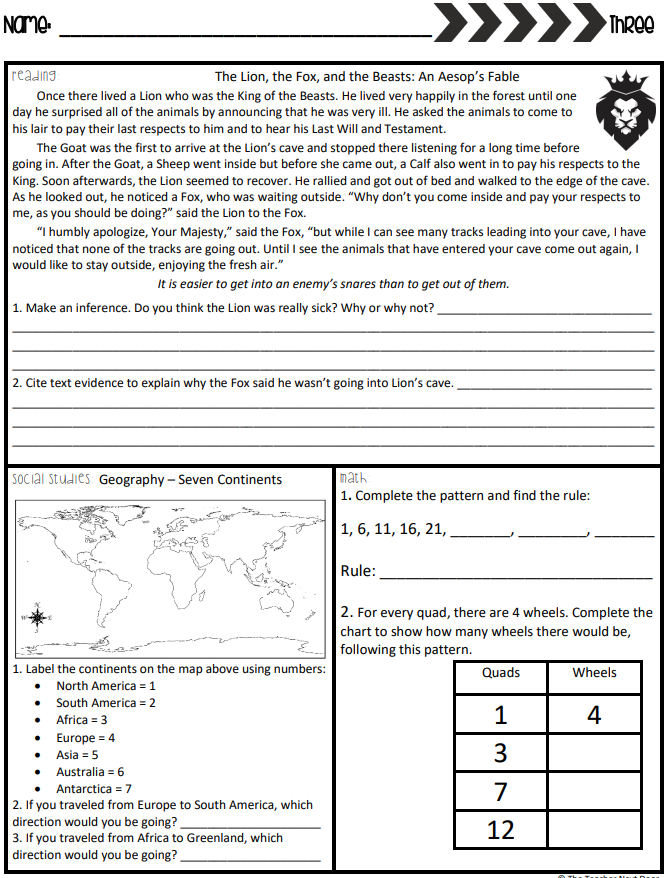 Name: ____________________________________ Three
reading The Lion, the Fox, and the Beasts: An Aesop's Fable
Once there lived a Lion who was the King of the Beasts. He lived very happily in the forest until one
day he surprised all of the animals by announcing that he was very ill. He asked the animals to come to
his lair to pay their last respects to him and to hear his Last Will and Testament.
The Goat was the first to arrive at the Lion's cave and stopped there listening for a long time before
going in. After the Goat, a Sheep went inside but before she came out, a Calf also went in to pay his respects to the
King. Soon afterwards, the Lion seemed to recover. He rallied and got out of bed and walked to the edge of the cave.
As he looked out, he noticed a Fox, who was waiting outside. "Why don't you come inside and pay your respects to
me, as you should be doing?" said the Lion to the Fox.
"I humbly apologize, Your Majesty," said the Fox, "but while I can see many tracks leading into your cave, I have
noticed that none of the tracks are going out. Until I see the animals that have entered your cave come out again, I
would like to stay outside, enjoying the fresh air."
It is easier to get into an enemy's snares than to get out of them.
1. Make an inference. Do you think the Lion was really sick? Why or why not? ______________________________
2. Cite text evidence to explain why the Fox said he wasn't going into Lion's cave. ___________________________
social studies Geography – Seven Continents
N
W E
S
1. Label the continents on the map above using numbers:
• North America = 1
• South America = 2
• Africa = 3
• Europe = 4
• Asia = 5
• Australia = 6
• Antarctica = 7
2. If you traveled from Europe to South America, which
direction would you be going? ____________________
3. If you traveled from Africa to Greenland, which
direction would you be going? ____________________
math
1. Complete the pattern and find the rule:
1, 6, 11, 16, 21, _______, ________, _______
Rule: ________________________________
2. For every quad, there are 4 wheels. Complete the
chart to show how many wheels there would be,
following this pattern.
Quads Wheels
1 4
3
7
12